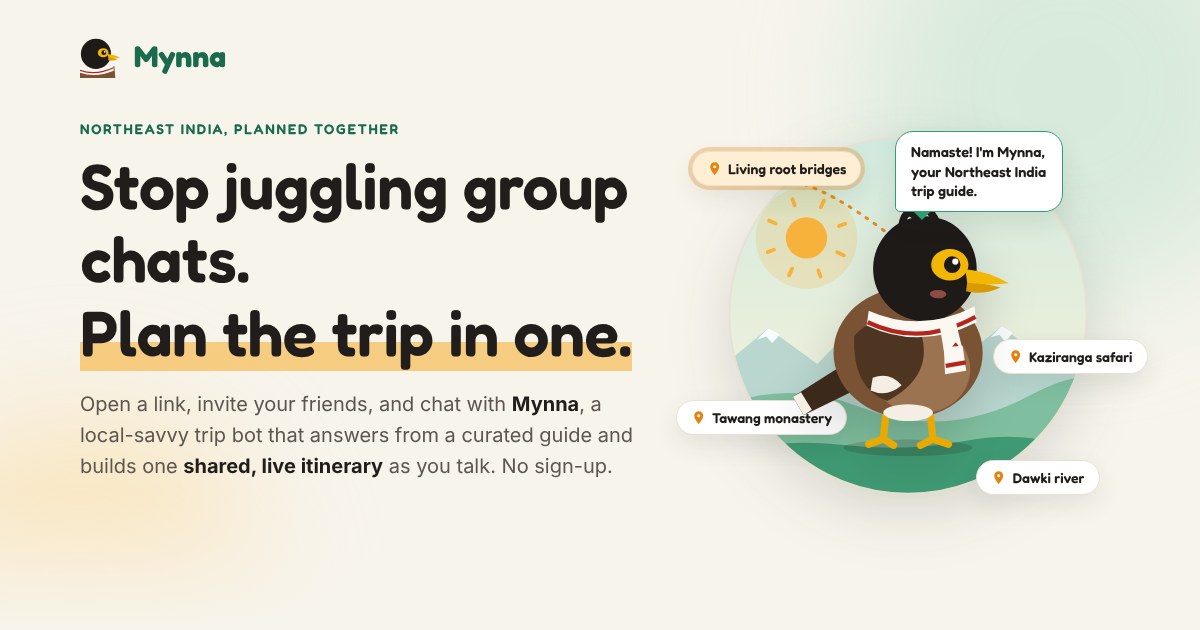 Mynna
NORTHEAST INDIA, PLANNED TOGETHER
Stop juggling group
chats.
Plan the trip in one.
Open a link, invite your friends, and chat with Mynna, a
local-savvy trip bot that answers from a curated guide and
builds one shared, live itinerary as you talk. No sign-up.
Living root bridges
Namaste! I'm Mynna,
your Northeast India
trip guide.
Kaziranga safari
Tawang monastery
Dawki river